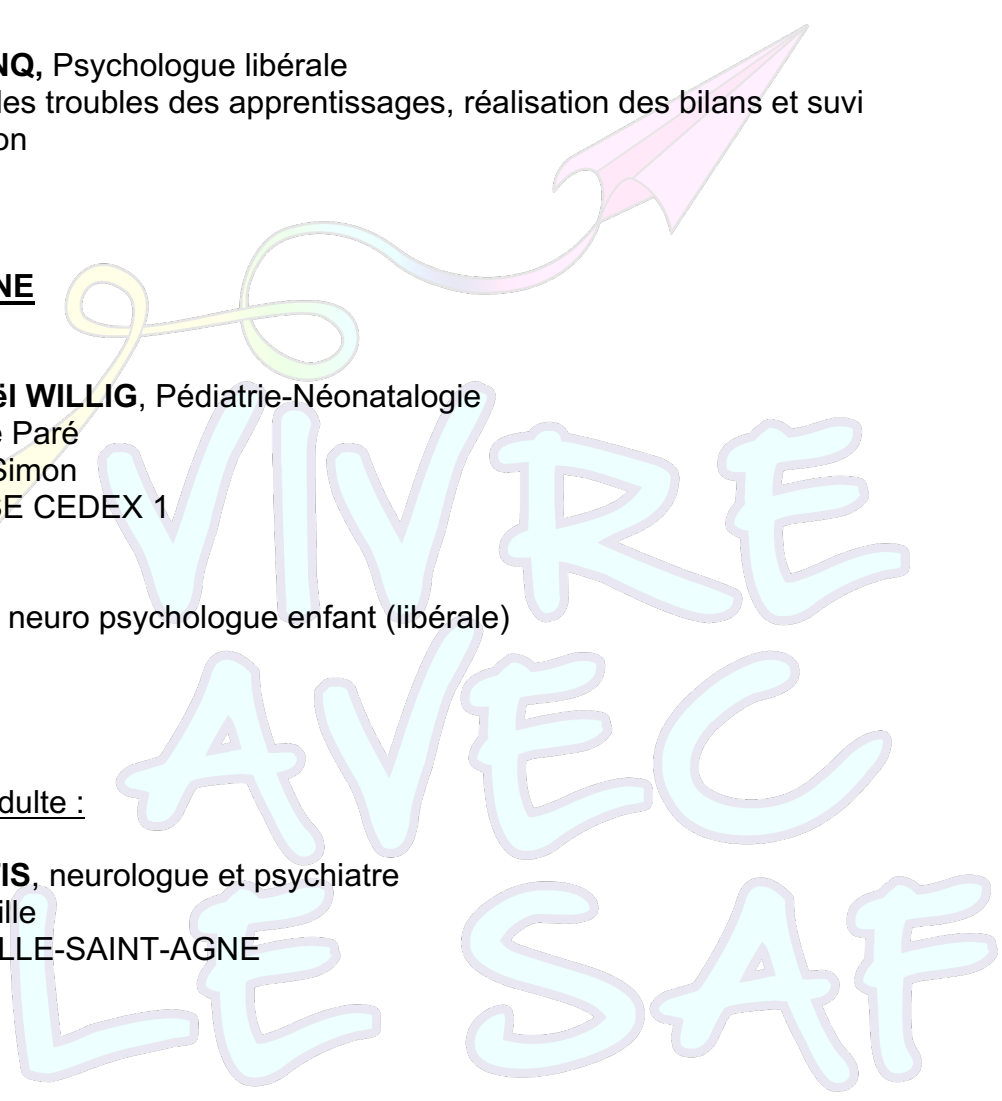 NQ, Psychologue libérale
les troubles des apprentissages, réalisation des bilans et suvi
on
NE
ël WILLIG, Pédiatrie-Néonatalogie
é Paré
Simon
SE CEDEX 1
neuro psychologue enfant (libérale)
dulte :
TIS, neurologue et psychiatre
ille
LLE-SAINT-AGNE
VIVRE
AVEC
LE SAF